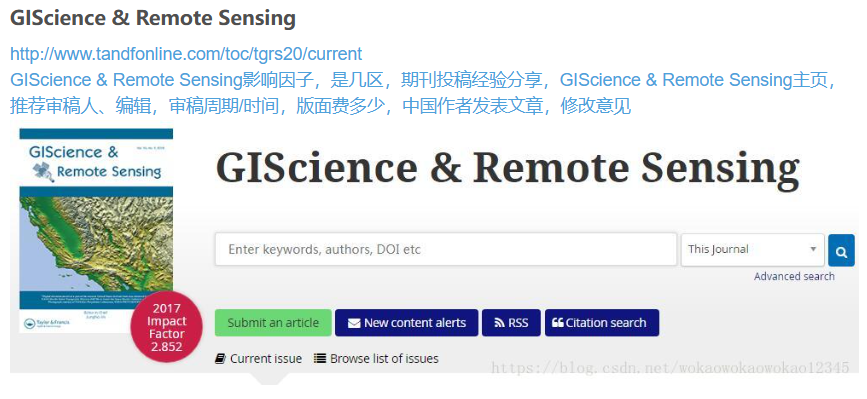 GIScience & Remote Sensing
http://www.tandfonline.com/toc/tgrs20/current
GIScience & Remote Sensing影响因子，是几区，期刊投稿经验分享，GIScience & Remote Sensing主页，
推荐审稿人、编辑，审稿周期/时间，版面费多少，中国作者发表文章，修改意见
GIScience &
Remote Sensing
GIScience & Remote Sensing
Enter keywords, authors, DOI etc
This Journal
Advanced search
2017
Impact
Factor
2.852
Taylor & Francis
Submit an article
New content alerts
RSS
Citation search
Current issue
Browse list of issues
https://blog.csdn.net/wokaowokaowokao12345